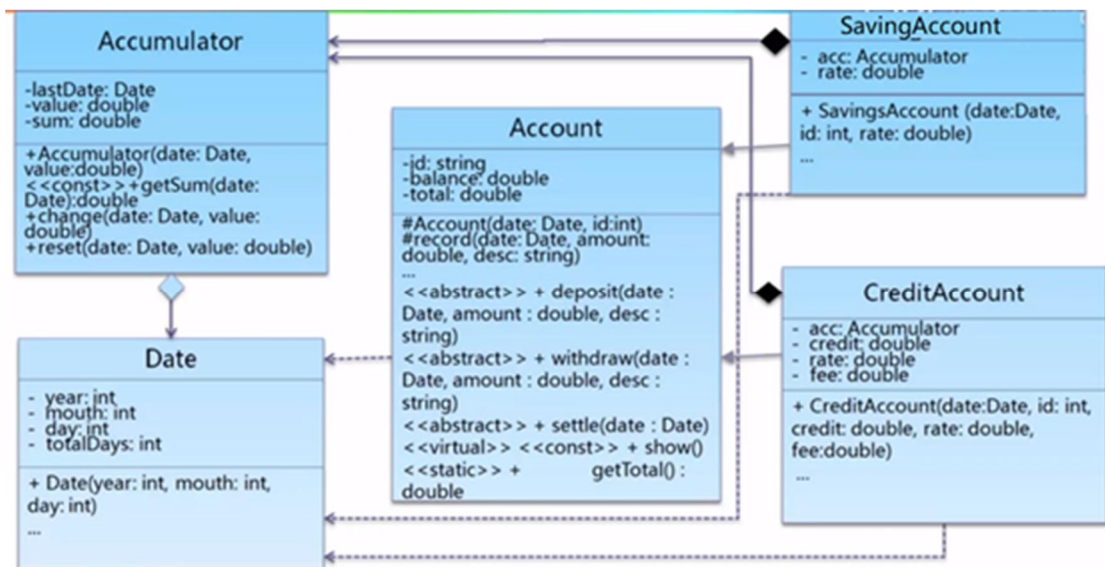 Accumulator
-lastDate: Date
-value: double
-sum: double
+Accumulator(date: Date,
value:double)
<<const>>+getSum(date:
Date):double
+change(date: Date, value:
double)
+reset(date: Date, value: double)
Date
- year: int
- mouth: int
- day: int
- totalDays: int
+ Date(year: int, mouth: int,
day: int)
...
Account
-id: string
-balance: double
-total: double
#Account(date: Date, id:int)
#record(date: Date, amount:
double, desc: string)
...
<<abstract>> + deposit(date :
Date, amount : double, desc :
string)
<<abstract>> + withdraw(date :
Date, amount : double, desc :
string)
<<abstract>> + settle(date : Date)
<<virtual>> <<const>> + show()
<<static>> + getTotal() :
double
SavingAccount
- acc: Accumulator
- rate: double
+ SavingsAccount (date:Date,
id: int, rate: double)
...
CreditAccount
- acc: Accumulator
- credit: double
- rate: double
- fee: double
+ CreditAccount(date:Date, id: int,
credit: double, rate: double,
fee:double)
...